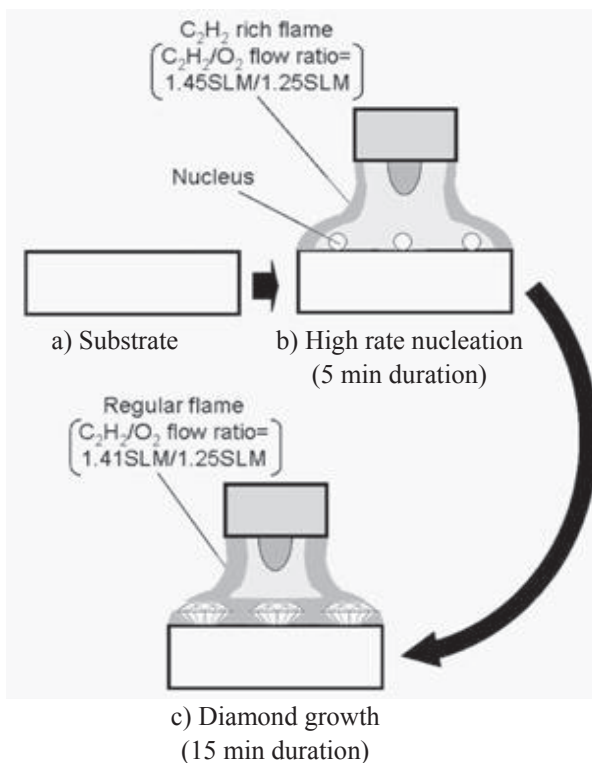 C₂H₂ rich flame
C₂H₂/O₂ flow ratio=
1.45SLM/1.25SLM
Nucleus
a) Substrate
b) High rate nucleation
(5 min duration)
Regular flame
C₂H₂/O₂ flow ratio=
1.41SLM/1.25SLM
c) Diamond growth
(15 min duration)